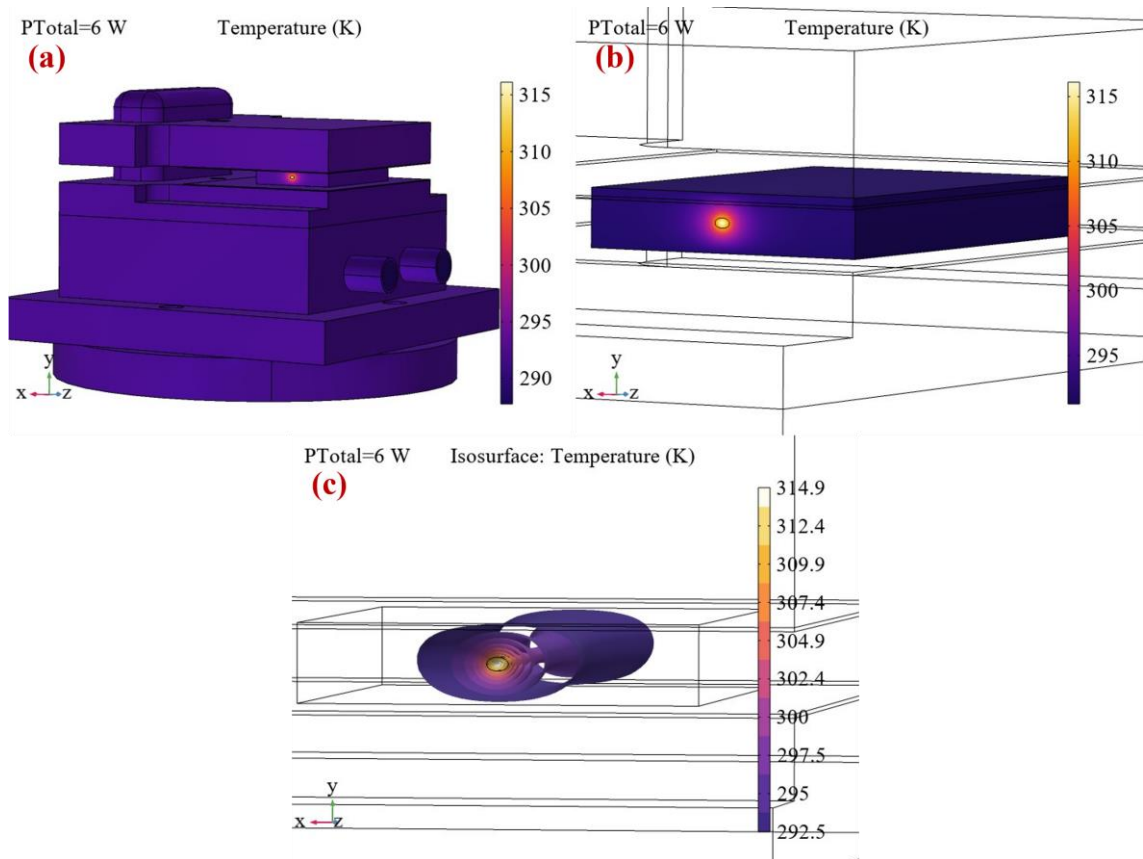 PTotal=6 W Temperature (K)
(a)
315
310
305
300
295
290
y
x z
PTotal=6 W Temperature (K)
(b)
315
310
305
300
295
y
x z
PTotal=6 W Isosurface: Temperature (K)
(c)
314.9
312.4
309.9
307.4
304.9
302.4
300
297.5
295
292.5
y
x z